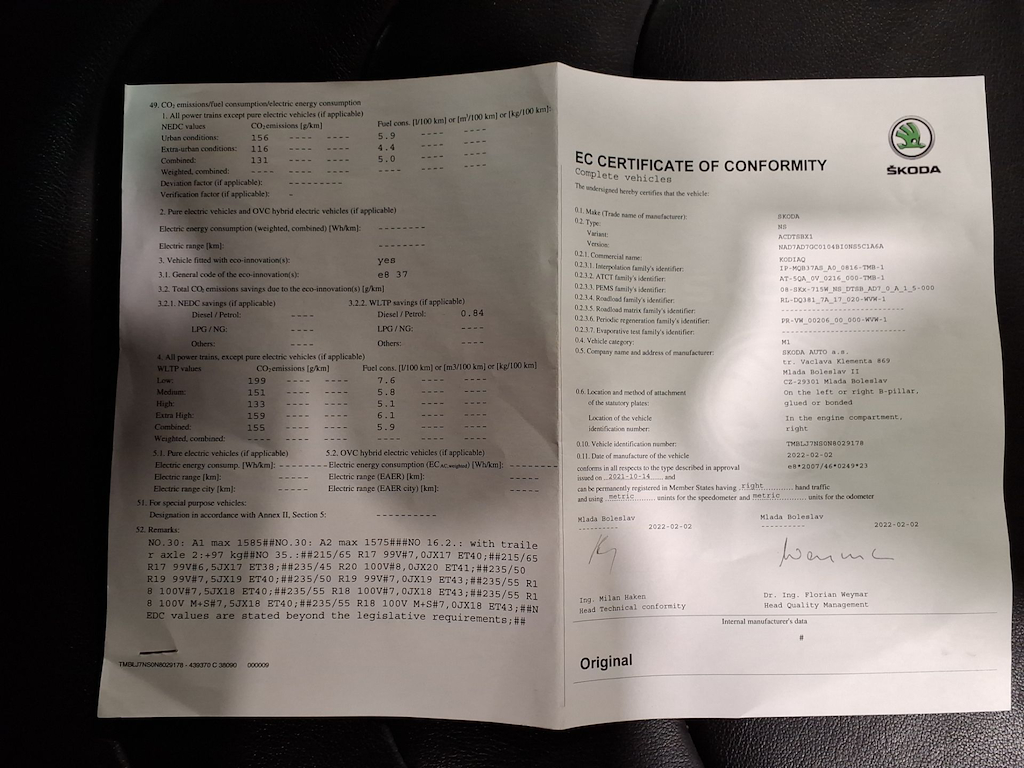 49. CO₂ emissions/fuel consumption/electric energy consumption
1. All power trains except pure electric vehicles (if applicable)
NEDC values CO₂emissions [g/km] Fuel cons. [l/100 km] or [m³/100 km] or [kg/100 km]:
Urban conditions: 156 ---- ---- 5.9 ---- ----
Extra-urban conditions: 116 ---- ---- 4.4 ---- ----
Combined: 131 ---- ---- 5.0 ---- ----
Weighted, combined: ---- ---- ----
Deviation factor (if applicable): ---------
Verification factor (if applicable): -
2. Pure electric vehicles and OVC hybrid electric vehicles (if applicable)
Electric energy consumption (weighted, combined) [Wh/km]: --------
Electric range [km]: --------
3. Vehicle fitted with eco-innovation(s): yes
3.1. General code of the eco-innovation(s): e8 37
3.2. Total CO₂ emissions savings due to the eco-innovation(s) [g/km]
3.2.1. NEDC savings (if applicable) 3.2.2. WLTP savings (if applicable)
Diesel / Petrol: ---- Diesel / Petrol: 0.84
LPG / NG: ---- LPG / NG: ----
Others: ---- Others: ----
4. All power trains, except pure electric vehicles (if applicable)
WLTP values CO₂emissions [g/km] Fuel cons. [l/100 km] or [m3/100 km] or [kg/100 km]
Low: 199 ---- ---- 7.6 ---- ----
Medium: 151 ---- ---- 5.8 ---- ----
High: 133 ---- ---- 5.1 ---- ----
Extra High: 159 ---- ---- 6.1 ---- ----
Combined: 155 ---- ---- 5.9 ---- ----
Weighted, combined: ---- ---- ---- ---- ---- ----
5.1. Pure electric vehicles (if applicable) 5.2. OVC hybrid electric vehicles (if applicable)
Electric energy consump. [Wh/km]: -------- Electric energy consumption (EC AC,weighted) [Wh/km]: --------
Electric range [km]: ----- Electric range (EAER) [km]: -----
Electric range city [km]: ----- Electric range (EAER city) [km]: -----
51. For special purpose vehicles:
Designation in accordance with Annex II, Section 5: ----------
52. Remarks:
NO.30: A1 max 1585##NO.30: A2 max 1575###NO 16.2.: with traile
r axle 2:+97 kg##NO 35.:##215/65 R17 99V#7,0JX17 ET40;##215/65
R17 99V#6,5JX17 ET38;##235/45 R20 100V#8,0JX20 ET41;##235/50
R19 99V#7,5JX19 ET40;##235/50 R19 99V#7,0JX19 ET43;##235/55 R1
8 100V#7,5JX18 ET40;##235/55 R18 100V#7,0JX18 ET43;##235/55 R1
8 100V M+S#7,5JX18 ET40;##235/55 R18 100V M+S#7,0JX18 ET43;##N
EDC values are stated beyond the legislative requirements;##
TMBLJ7NS0N8029178 - 439370 C 38090 000009
ŠKODA
EC CERTIFICATE OF CONFORMITY
Complete vehicles
The undersigned hereby certifies that the vehicle:
0.1. Make (Trade name of manufacturer): SKODA
0.2. Type: NS
Variant: ACDTSBX1
Version: NAD7AD7GC0104BI0NS5C1A6A
0.2.1. Commercial name: KODIAQ
0.2.3.1. Interpolation family's identifier: IP-MQB37AS_A0_0816-TMB-1
0.2.3.2. ATCT family's identifier: AT-5QA_0V_0216_000-TMB-1
0.2.3.3. PEMS family's identifier: 08-SKx-715W_NS_DTSB_AD7_0_A_1_5-000
0.2.3.4. Roadload family's identifier: RL-DQ381_7A_17_020-WVW-1
0.2.3.5. Roadload matrix family's identifier: --------------------
0.2.3.6. Periodic regeneration family's identifier: PR-VW_00206_00_000-WVW-1
0.2.3.7. Evaporative test family's identifier: --------------------
0.4. Vehicle category: M1
0.5. Company name and address of manufacturer: SKODA AUTO a.s.
tr. Vaclava Klementa 869
Mlada Boleslav II
CZ-29301 Mlada Boleslav
0.6. Location and method of attachment On the left or right B-pillar,
of the statutory plates: glued or bonded
Location of the vehicle In the engine compartment,
identification number: right
0.10. Vehicle identification number: TMBLJ7NS0N8029178
0.11. Date of manufacture of the vehicle 2022-02-02
conforms in all respects to the type described in approval e8*2007/46*0249*23
issued on 2021-10-14 and
can be permanently registered in Member States having right hand traffic
and using metric unints for the speedometer and metric units for the odometer
Mlada Boleslav Mlada Boleslav
---------- 2022-02-02 ---------- 2022-02-02
Ing. Milan Haken Dr. Ing. Florian Weymar
Head Technical conformity Head Quality Management
Internal manufacturer's data
#
Original